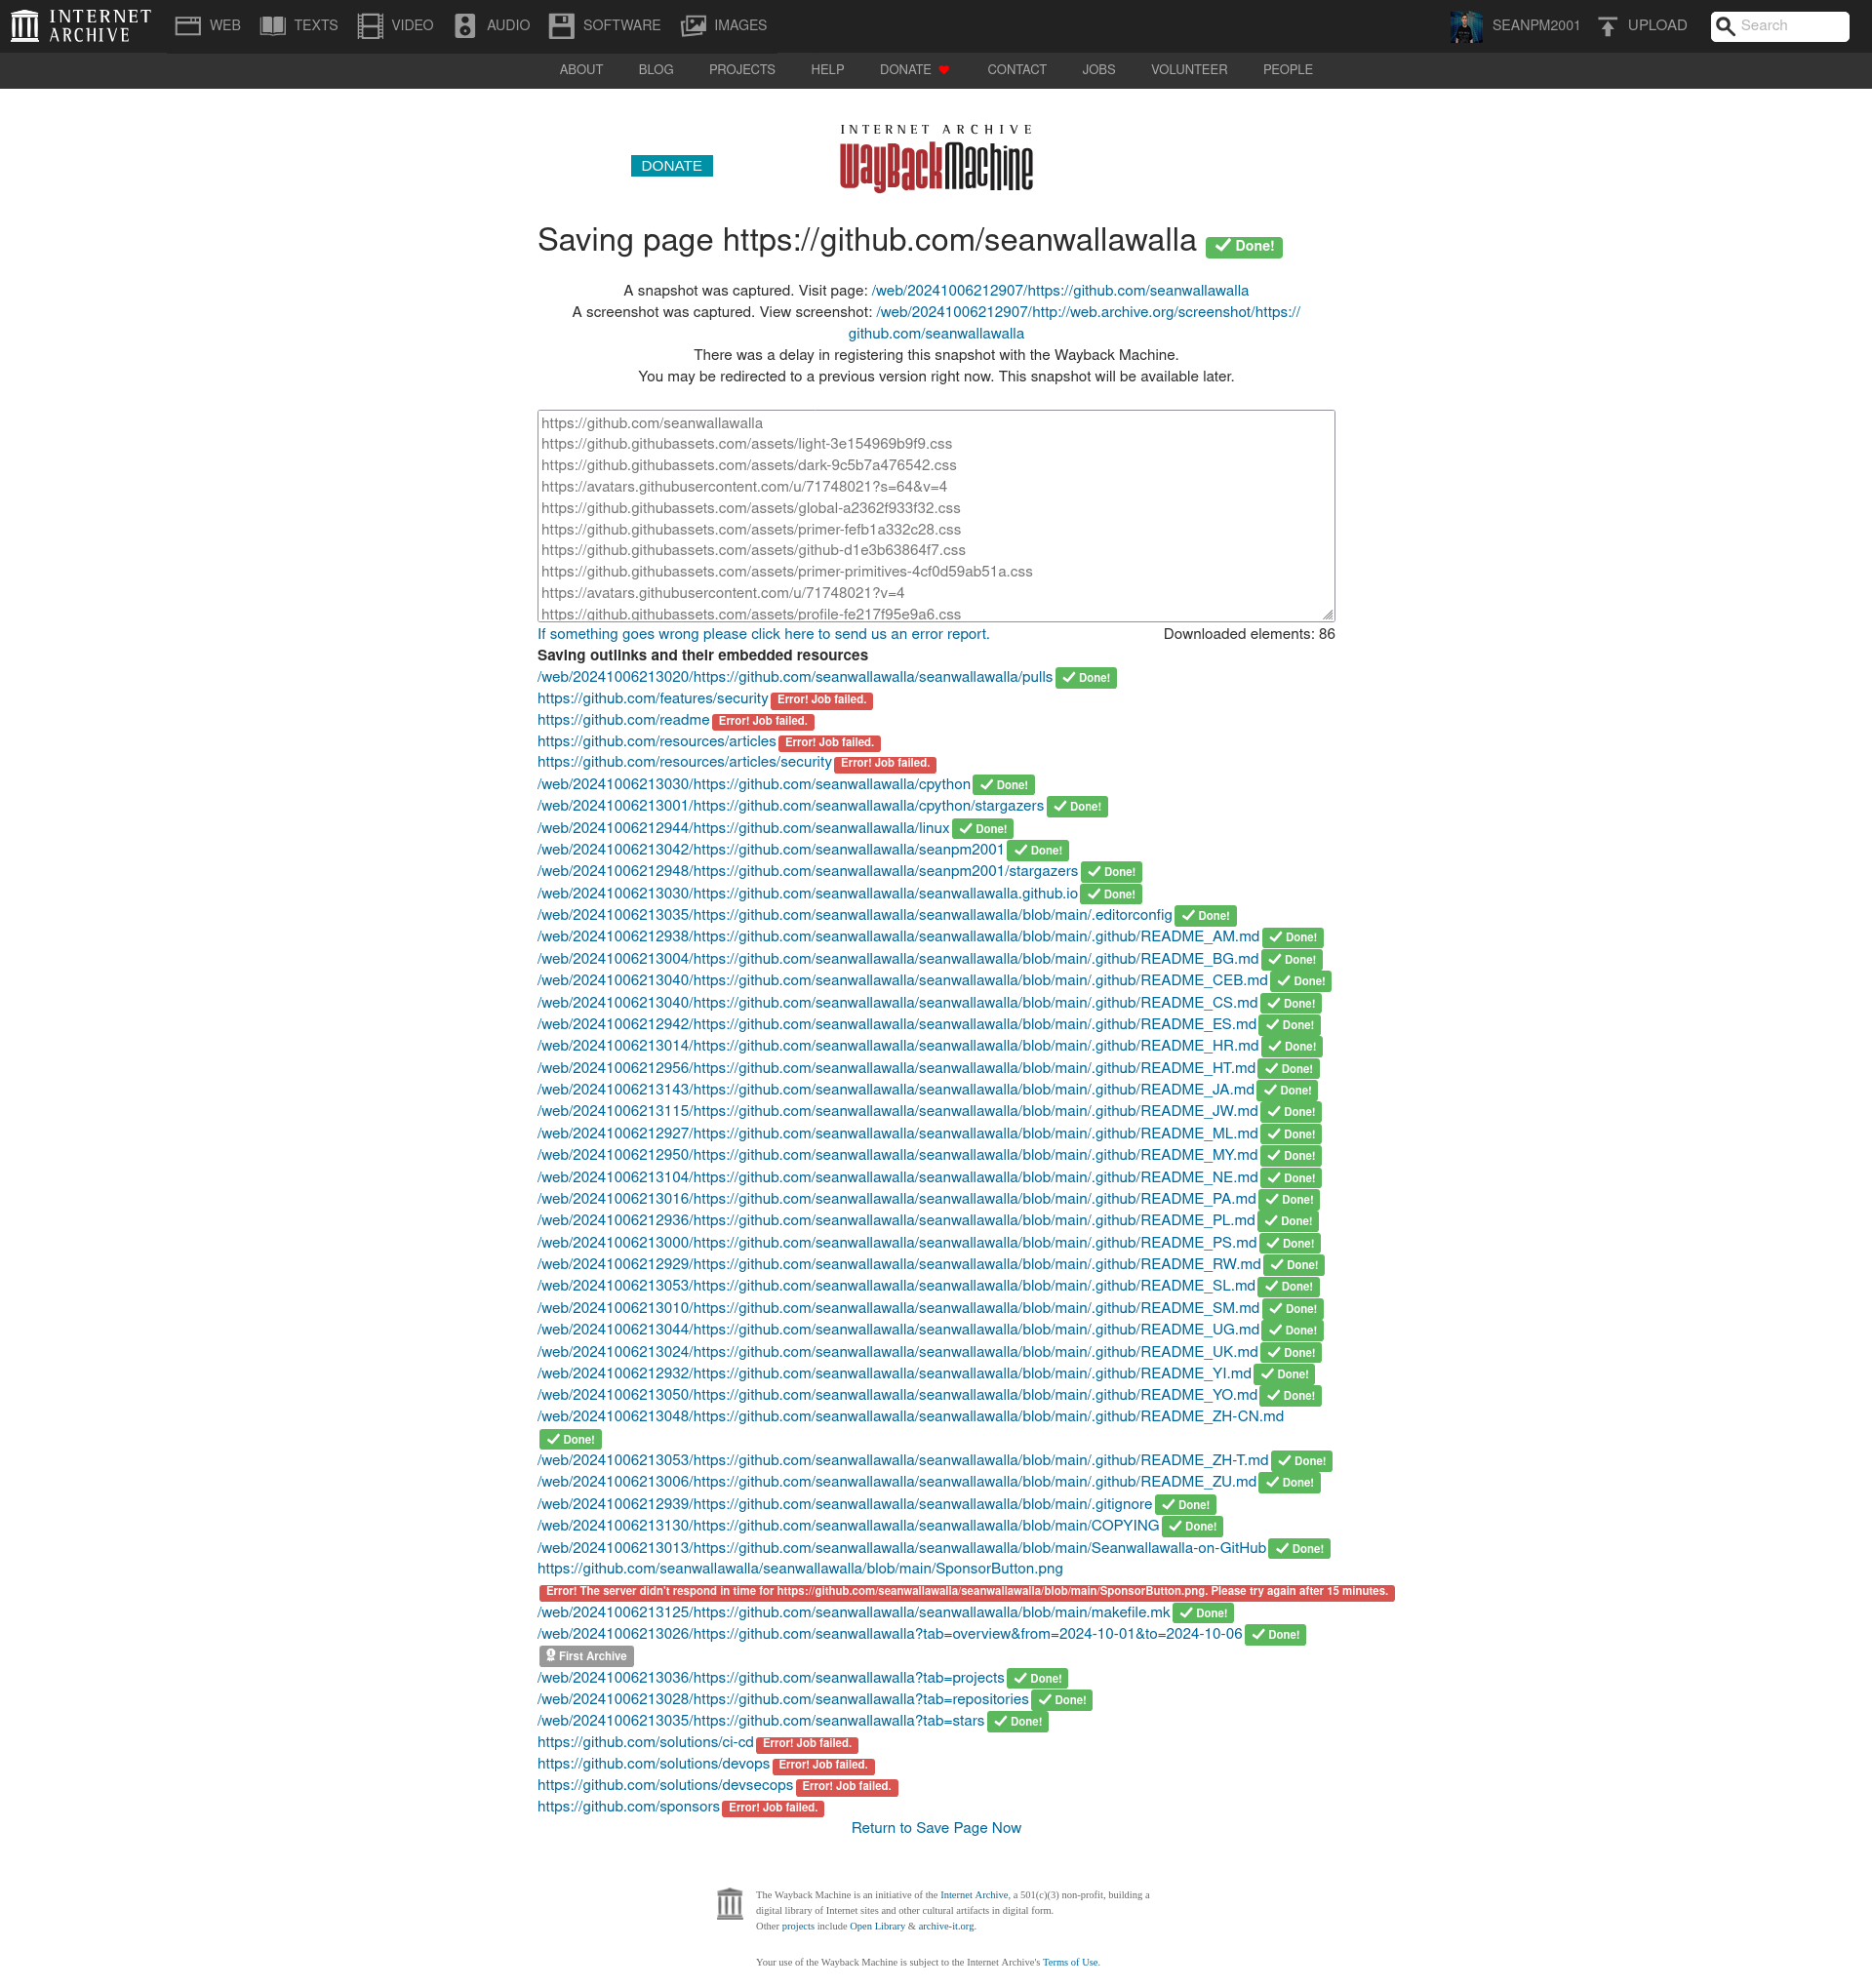 INTERNET ARCHIVE
WEB TEXTS VIDEO AUDIO SOFTWARE IMAGES SEANPM2001 UPLOAD Search
ABOUT BLOG PROJECTS HELP DONATE CONTACT JOBS VOLUNTEER PEOPLE
INTERNET ARCHIVE
DONATE
WayBackMachine
Saving page https://github.com/seanwallawalla Done!
A snapshot was captured. Visit page: /web/20241006212907/https://github.com/seanwallawalla
A screenshot was captured. View screenshot: /web/20241006212907/http://web.archive.org/screenshot/https://
github.com/seanwallawalla
There was a delay in registering this snapshot with the Wayback Machine.
You may be redirected to a previous version right now. This snapshot will be available later.
https://github.com/seanwallawalla
https://github.githubassets.com/assets/light-3e154969b9f9.css
https://github.githubassets.com/assets/dark-9c5b7a476542.css
https://avatars.githubusercontent.com/u/71748021?s=64&v=4
https://github.githubassets.com/assets/global-a2362f933f32.css
https://github.githubassets.com/assets/primer-fefb1a332c28.css
https://github.githubassets.com/assets/github-d1e3b63864f7.css
https://github.githubassets.com/assets/primer-primitives-4cf0d59ab51a.css
https://avatars.githubusercontent.com/u/71748021?v=4
https://github.githubassets.com/assets/profile-fe217f95e9a6.css
If something goes wrong please click here to send us an error report. Downloaded elements: 86
Saving outlinks and their embedded resources
/web/20241006213020/https://github.com/seanwallawalla/seanwallawalla/pulls Done!
https://github.com/features/security Error! Job failed.
https://github.com/readme Error! Job failed.
https://github.com/resources/articles Error! Job failed.
https://github.com/resources/articles/security Error! Job failed.
/web/20241006213030/https://github.com/seanwallawalla/cpython Done!
/web/20241006213001/https://github.com/seanwallawalla/cpython/stargazers Done!
/web/20241006212944/https://github.com/seanwallawalla/linux Done!
/web/20241006213042/https://github.com/seanwallawalla/seanpm2001 Done!
/web/20241006212948/https://github.com/seanwallawalla/seanpm2001/stargazers Done!
/web/20241006213030/https://github.com/seanwallawalla/seanwallawalla.github.io Done!
/web/20241006213035/https://github.com/seanwallawalla/seanwallawalla/blob/main/.editorconfig Done!
/web/20241006212938/https://github.com/seanwallawalla/seanwallawalla/blob/main/.github/README_AM.md Done!
/web/20241006213004/https://github.com/seanwallawalla/seanwallawalla/blob/main/.github/README_BG.md Done!
/web/20241006213040/https://github.com/seanwallawalla/seanwallawalla/blob/main/.github/README_CEB.md Done!
/web/20241006213040/https://github.com/seanwallawalla/seanwallawalla/blob/main/.github/README_CS.md Done!
/web/20241006212942/https://github.com/seanwallawalla/seanwallawalla/blob/main/.github/README_ES.md Done!
/web/20241006213014/https://github.com/seanwallawalla/seanwallawalla/blob/main/.github/README_HR.md Done!
/web/20241006212956/https://github.com/seanwallawalla/seanwallawalla/blob/main/.github/README_HT.md Done!
/web/20241006213143/https://github.com/seanwallawalla/seanwallawalla/blob/main/.github/README_JA.md Done!
/web/20241006213115/https://github.com/seanwallawalla/seanwallawalla/blob/main/.github/README_JW.md Done!
/web/20241006212927/https://github.com/seanwallawalla/seanwallawalla/blob/main/.github/README_ML.md Done!
/web/20241006212950/https://github.com/seanwallawalla/seanwallawalla/blob/main/.github/README_MY.md Done!
/web/20241006213104/https://github.com/seanwallawalla/seanwallawalla/blob/main/.github/README_NE.md Done!
/web/20241006213016/https://github.com/seanwallawalla/seanwallawalla/blob/main/.github/README_PA.md Done!
/web/20241006212936/https://github.com/seanwallawalla/seanwallawalla/blob/main/.github/README_PL.md Done!
/web/20241006213000/https://github.com/seanwallawalla/seanwallawalla/blob/main/.github/README_PS.md Done!
/web/20241006212929/https://github.com/seanwallawalla/seanwallawalla/blob/main/.github/README_RW.md Done!
/web/20241006213053/https://github.com/seanwallawalla/seanwallawalla/blob/main/.github/README_SL.md Done!
/web/20241006213010/https://github.com/seanwallawalla/seanwallawalla/blob/main/.github/README_SM.md Done!
/web/20241006213044/https://github.com/seanwallawalla/seanwallawalla/blob/main/.github/README_UG.md Done!
/web/20241006213024/https://github.com/seanwallawalla/seanwallawalla/blob/main/.github/README_UK.md Done!
/web/20241006212932/https://github.com/seanwallawalla/seanwallawalla/blob/main/.github/README_YI.md Done!
/web/20241006213050/https://github.com/seanwallawalla/seanwallawalla/blob/main/.github/README_YO.md Done!
/web/20241006213048/https://github.com/seanwallawalla/seanwallawalla/blob/main/.github/README_ZH-CN.md
Done!
/web/20241006213053/https://github.com/seanwallawalla/seanwallawalla/blob/main/.github/README_ZH-T.md Done!
/web/20241006213006/https://github.com/seanwallawalla/seanwallawalla/blob/main/.github/README_ZU.md Done!
/web/20241006212939/https://github.com/seanwallawalla/seanwallawalla/blob/main/.gitignore Done!
/web/20241006213130/https://github.com/seanwallawalla/seanwallawalla/blob/main/COPYING Done!
/web/20241006213013/https://github.com/seanwallawalla/seanwallawalla/blob/main/Seanwallawalla-on-GitHub Done!
https://github.com/seanwallawalla/seanwallawalla/blob/main/SponsorButton.png
Error! The server didn't respond in time for https://github.com/seanwallawalla/seanwallawalla/blob/main/SponsorButton.png. Please try again after 15 minutes.
/web/20241006213125/https://github.com/seanwallawalla/seanwallawalla/blob/main/makefile.mk Done!
/web/20241006213026/https://github.com/seanwallawalla?tab=overview&from=2024-10-01&to=2024-10-06 Done!
First Archive
/web/20241006213036/https://github.com/seanwallawalla?tab=projects Done!
/web/20241006213028/https://github.com/seanwallawalla?tab=repositories Done!
/web/20241006213035/https://github.com/seanwallawalla?tab=stars Done!
https://github.com/solutions/ci-cd Error! Job failed.
https://github.com/solutions/devops Error! Job failed.
https://github.com/solutions/devsecops Error! Job failed.
https://github.com/sponsors Error! Job failed.
Return to Save Page Now
The Wayback Machine is an initiative of the Internet Archive, a 501(c)(3) non-profit, building a
digital library of Internet sites and other cultural artifacts in digital form.
Other projects include Open Library & archive-it.org.
Your use of the Wayback Machine is subject to the Internet Archive's Terms of Use.